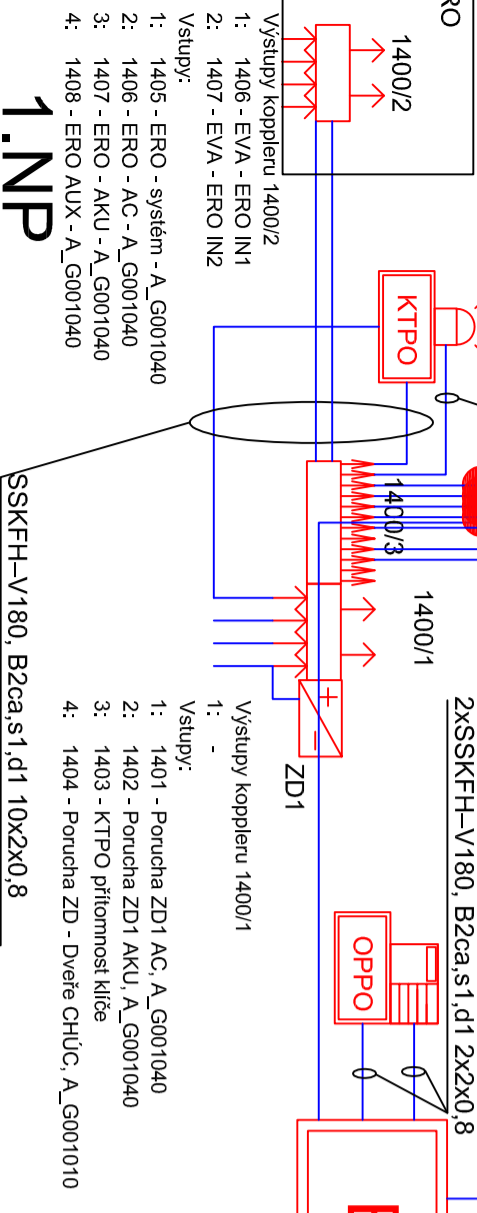 RO
1400/2
Výstupy koppleru 1400/2
1: 1406 - EVA - ERO IN1
2: 1407 - EVA - ERO IN2
Vstupy:
1: 1405 - ERO - systém - A_G001040
2: 1406 - ERO - AC - A_G001040
3: 1407 - ERO - AKU - A_G001040
4: 1408 - ERO AUX - A_G001040
1.NP
KTPO
1400/3
1400/1
SSKFH–V180, B2ca,s1,d1 10x2x0,8
+
–
ZD1
Výstupy koppleru 1400/1
1: -
Vstupy:
1: 1401 - Porucha ZD1 AC, A_G001040
2: 1402 - Porucha ZD1 AKU, A_G001040
3: 1403 - KTPO přítomnost klíče
4: 1404 - Porucha ZD - Dveře CHÚC, A_G001010
2xSSKFH–V180, B2ca,s1,d1 2x2x0,8
OPPO